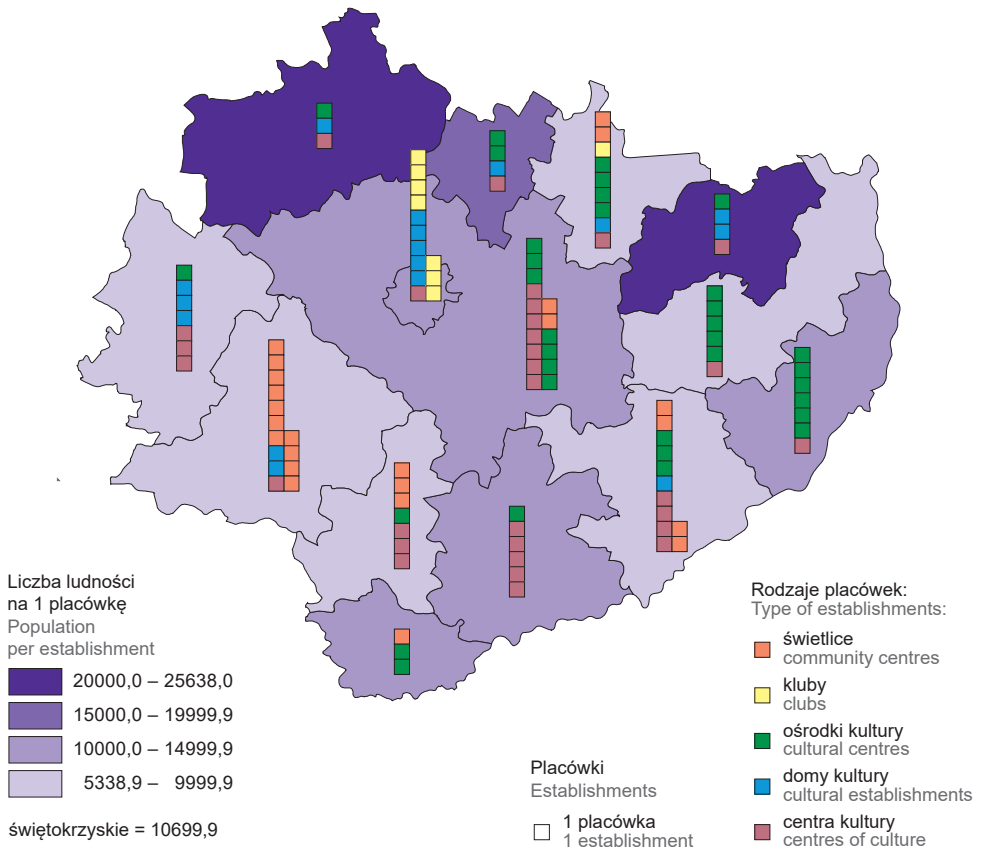 Liczba ludności
na 1 placówkę
Population
per establishment
20000,0 – 25638,0
15000,0 – 19999,9
10000,0 – 14999,9
5338,9 – 9999,9
świętokrzyskie = 10699,9
Placówki
Establishments
1 placówka
1 establishment
Rodzaje placówek:
Type of establishments:
świetlice
community centres
kluby
clubs
ośrodki kultury
cultural centres
domy kultury
cultural establishments
centra kultury
centres of culture